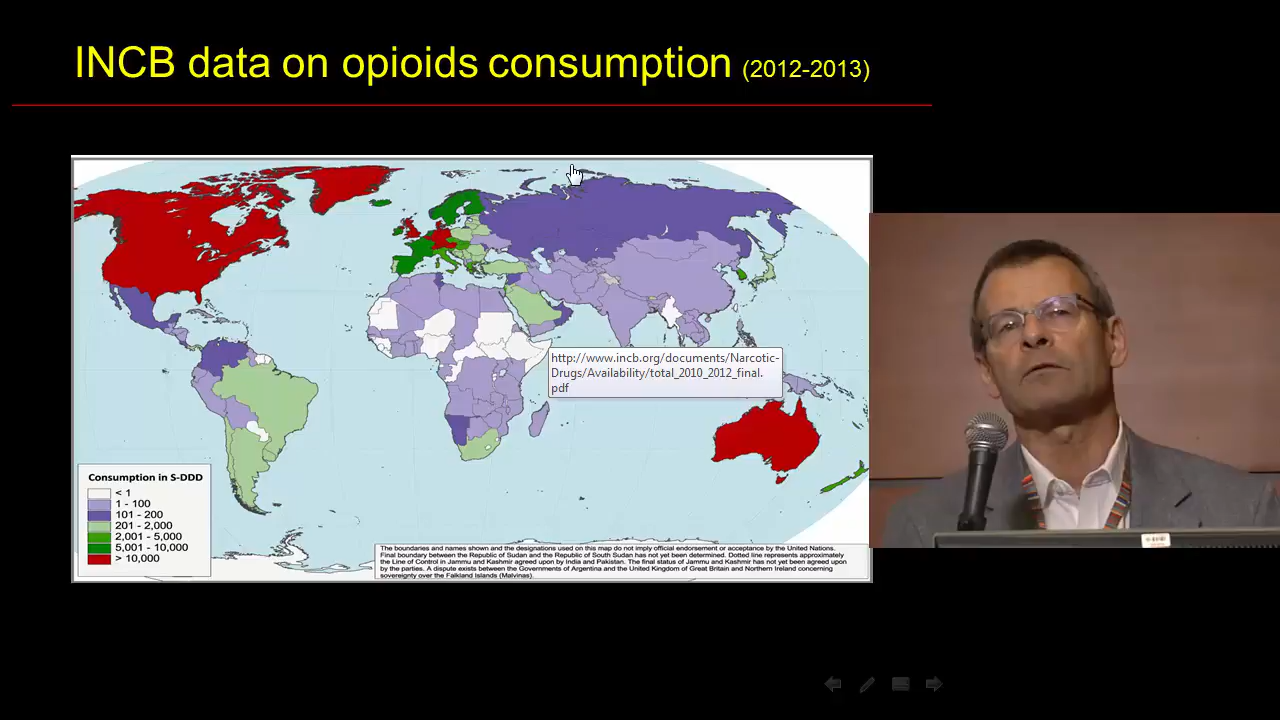 INCB data on opioids consumption (2012-2013)
http://www.incb.org/documents/Narcotic-
Drugs/Availability/total_2010_2012_final.
pdf
Consumption in S-DDD
< 1
1 - 100
101 - 200
201 - 2,000
2,001 - 5,000
5,001 - 10,000
> 10,000
The boundaries and names shown and the designations used on this map do not imply official endorsement or acceptance by the United Nations.
Final boundary between the Republic of Sudan and the Republic of South Sudan has not yet been determined. Dotted line represents approximately
the Line of Control in Jammu and Kashmir agreed upon by India and Pakistan. The final status of Jammu and Kashmir has not yet been agreed upon
by the parties. A dispute exists between the Governments of Argentina and the United Kingdom of Great Britain and Northern Ireland concerning
sovereignty over the Falkland Islands (Malvinas).